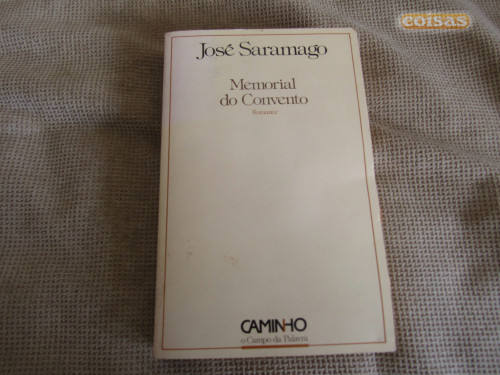 coisas
José Saramago
Memorial
do Convento
Romance
CAMINHO
o Campo da Palavra